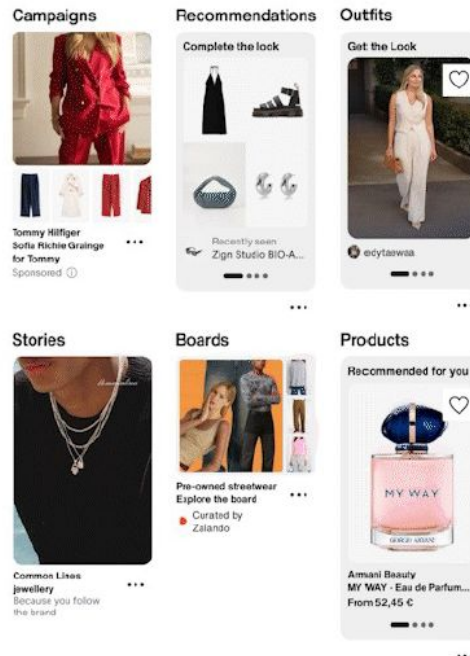 Campaigns
Tommy Hilfiger
Sofia Richie Grainge
for Tommy
Sponsored
Recommendations
Complete the look
Recently seen
Zign Studio BIO-A...
Outfits
Get the Look
edytaewaa
Stories
Common Lines
jewellery
Because you follow
the brand
Boards
Pre-owned streetwear
Explore the board
Curated by
Zalando
Products
Recommended for you
MY WAY
GIORGIO ARMANI
Armani Beauty
MY WAY - Eau de Parfum...
From 52,45 €